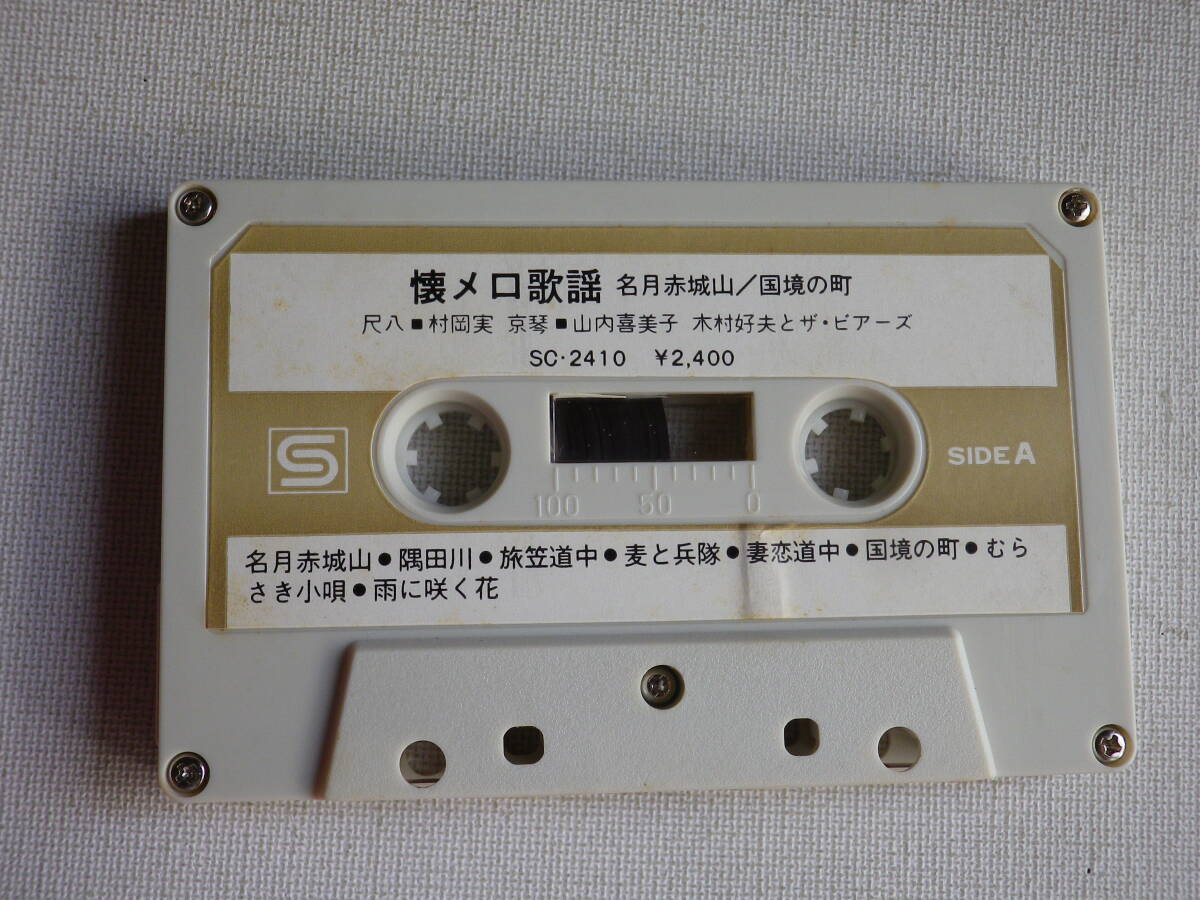 懐メロ歌謡 名月赤城山／国境の町
尺八■村岡実 京琴■山内喜美子 木村好夫とザ・ビアーズ
SC・2410 ¥2,400
S
SIDE A
100 50 0
名月赤城山●隅田川●旅笠道中●麦と兵隊●妻恋道中●国境の町●むら
さき小唄●雨に咲く花